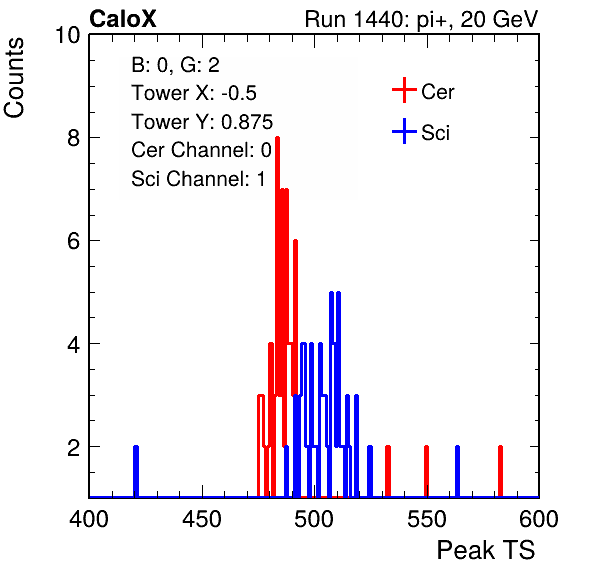 CaloX Run 1440: pi+, 20 GeV
Counts
10
8
6
4
2
B: 0, G: 2
Tower X: -0.5
Tower Y: 0.875
Cer Channel: 0
Sci Channel: 1
Cer
Sci
400 450 500 550 600
Peak TS